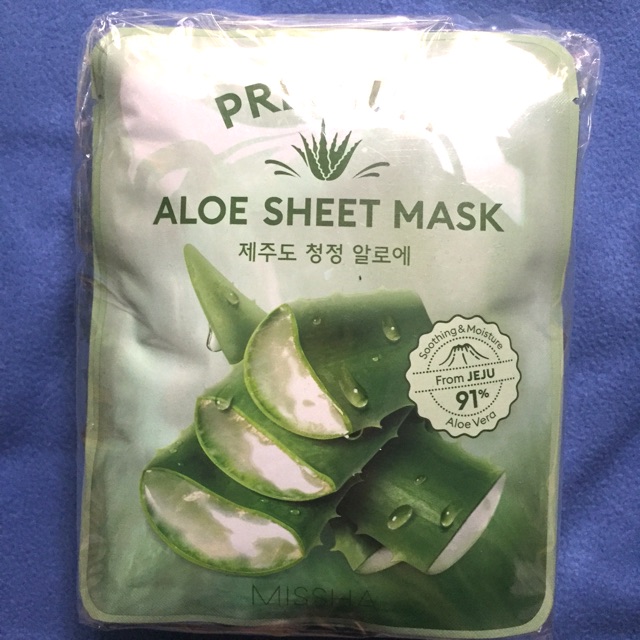 ALOE SHEET MASK
제주도 청정 알로에
Soothing & Moisture
From JEJU
91%
Aloe Vera
MISSHA